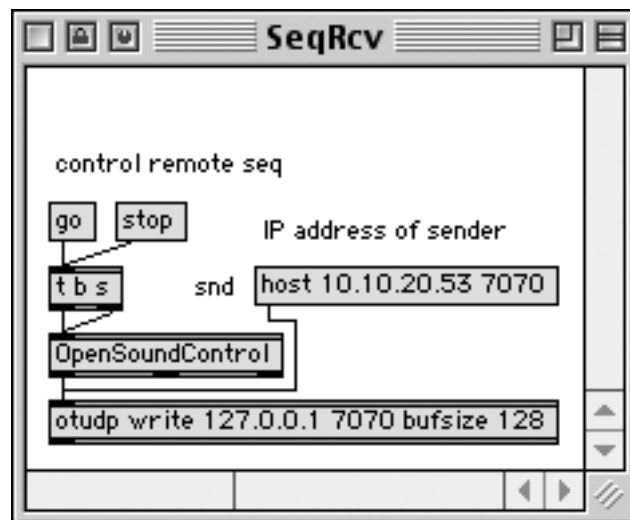 SeqRcv
control remote seq
go stop
IP address of sender
t b s
snd
host 10.10.20.53 7070
OpenSoundControl
otudp write 127.0.0.1 7070 bufsize 128